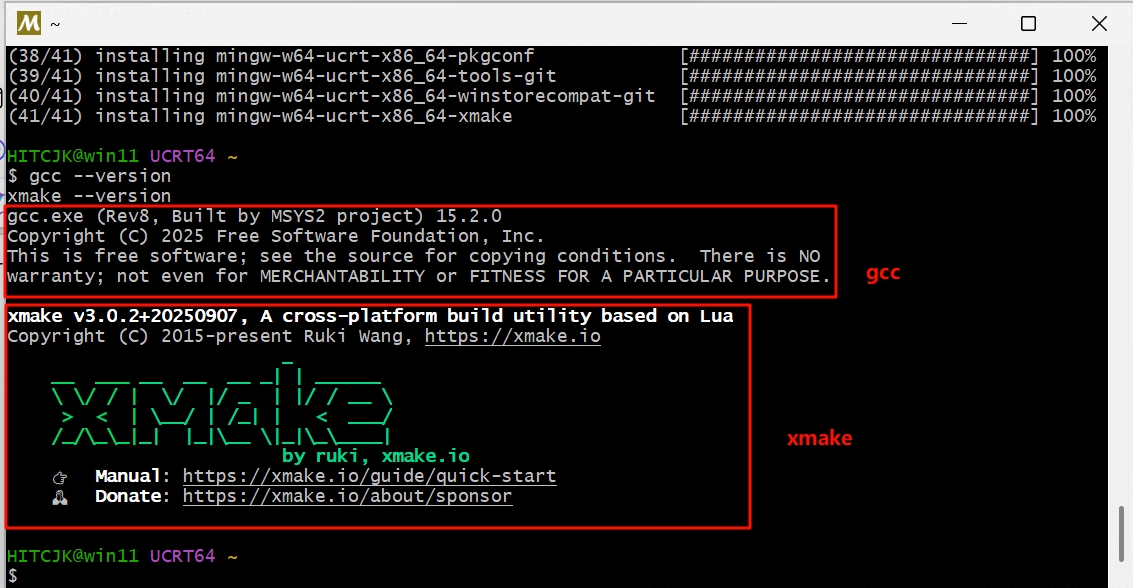 ~
(38/41) installing mingw-w64-ucrt-x86_64-pkgconf [###############################] 100%
(39/41) installing mingw-w64-ucrt-x86_64-tools-git [###############################] 100%
(40/41) installing mingw-w64-ucrt-x86_64-winstorecompat-git [###############################] 100%
(41/41) installing mingw-w64-ucrt-x86_64-xmake [###############################] 100%
HITCJK@win11 UCRT64 ~
$ gcc --version
xmake --version
gcc.exe (Rev8, Built by MSYS2 project) 15.2.0
Copyright (C) 2025 Free Software Foundation, Inc.
This is free software; see the source for copying conditions. There is NO
warranty; not even for MERCHANTABILITY or FITNESS FOR A PARTICULAR PURPOSE.
gcc
xmake v3.0.2+20250907, A cross-platform build utility based on Lua
Copyright (C) 2015-present Ruki Wang, https://xmake.io
xmake
by ruki, xmake.io
👉 Manual: https://xmake.io/guide/quick-start
🙏 Donate: https://xmake.io/about/sponsor
xmake
HITCJK@win11 UCRT64 ~
$